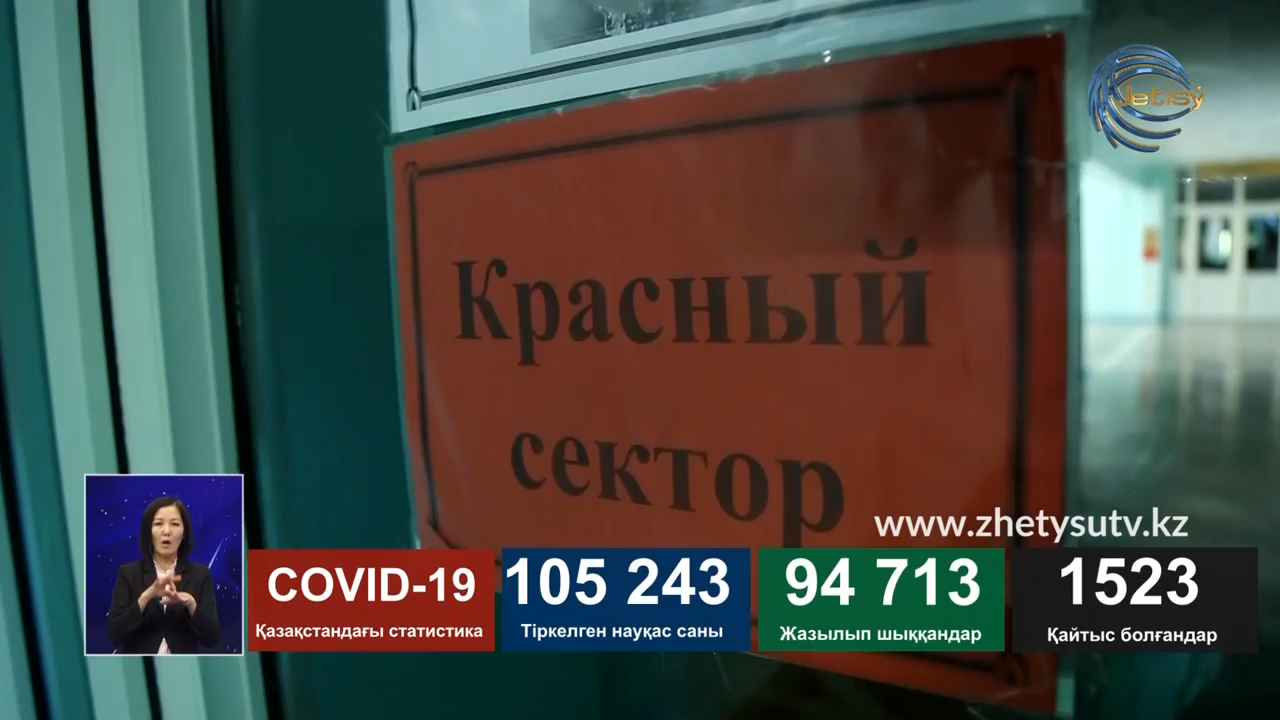 Jetisý
Красный
сектор
www.zhetysutv.kz
COVID-19
Қазақстандағы статистика
105 243
Тіркелген науқас саны
94 713
Жазылып шыққандар
1523
Қайтыс болғандар